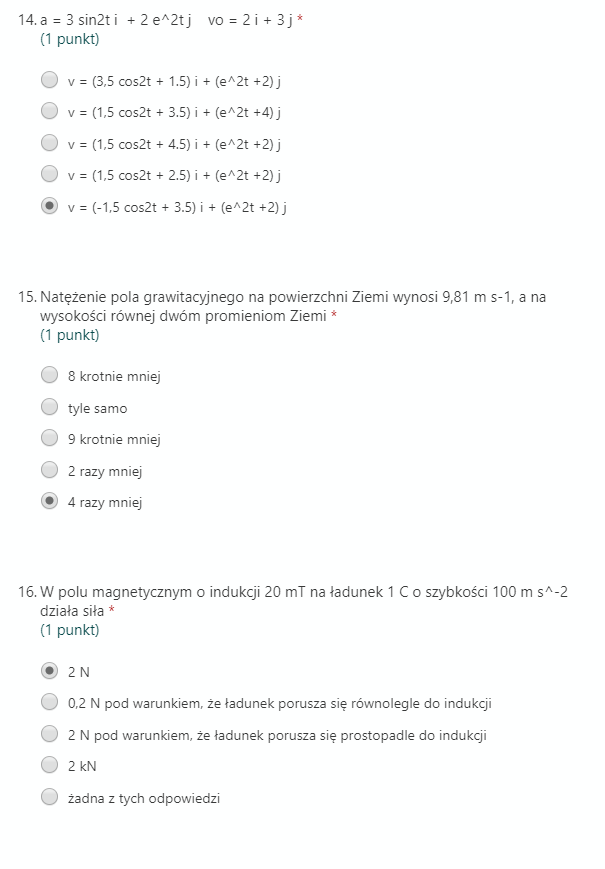 14. a = 3 sin2t i + 2 e^2t j vo = 2 i + 3 j *
(1 punkt)
v = (3,5 cos2t + 1.5) i + (e^2t +2) j
v = (1,5 cos2t + 3.5) i + (e^2t +4) j
v = (1,5 cos2t + 4.5) i + (e^2t +2) j
v = (1,5 cos2t + 2.5) i + (e^2t +2) j
v = (-1,5 cos2t + 3.5) i + (e^2t +2) j
15. Natężenie pola grawitacyjnego na powierzchni Ziemi wynosi 9,81 m s-1, a na
wysokości równej dwóm promieniom Ziemi *
(1 punkt)
8 krotnie mniej
tyle samo
9 krotnie mniej
2 razy mniej
4 razy mniej
16. W polu magnetycznym o indukcji 20 mT na ładunek 1 C o szybkości 100 m s^-2
działa siła *
(1 punkt)
2 N
0,2 N pod warunkiem, że ładunek porusza się równolegle do indukcji
2 N pod warunkiem, że ładunek porusza się prostopadle do indukcji
2 kN
żadna z tych odpowiedzi